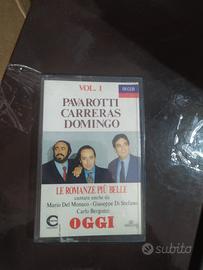 VOL. 1
DECCA
PAVAROTTI
CARRERAS
DOMINGO
LE ROMANZE PIÙ BELLE
cantate anche da
Mario Del Monaco - Giuseppe Di Stefano
Carlo Bergonzi
OGGI
subito